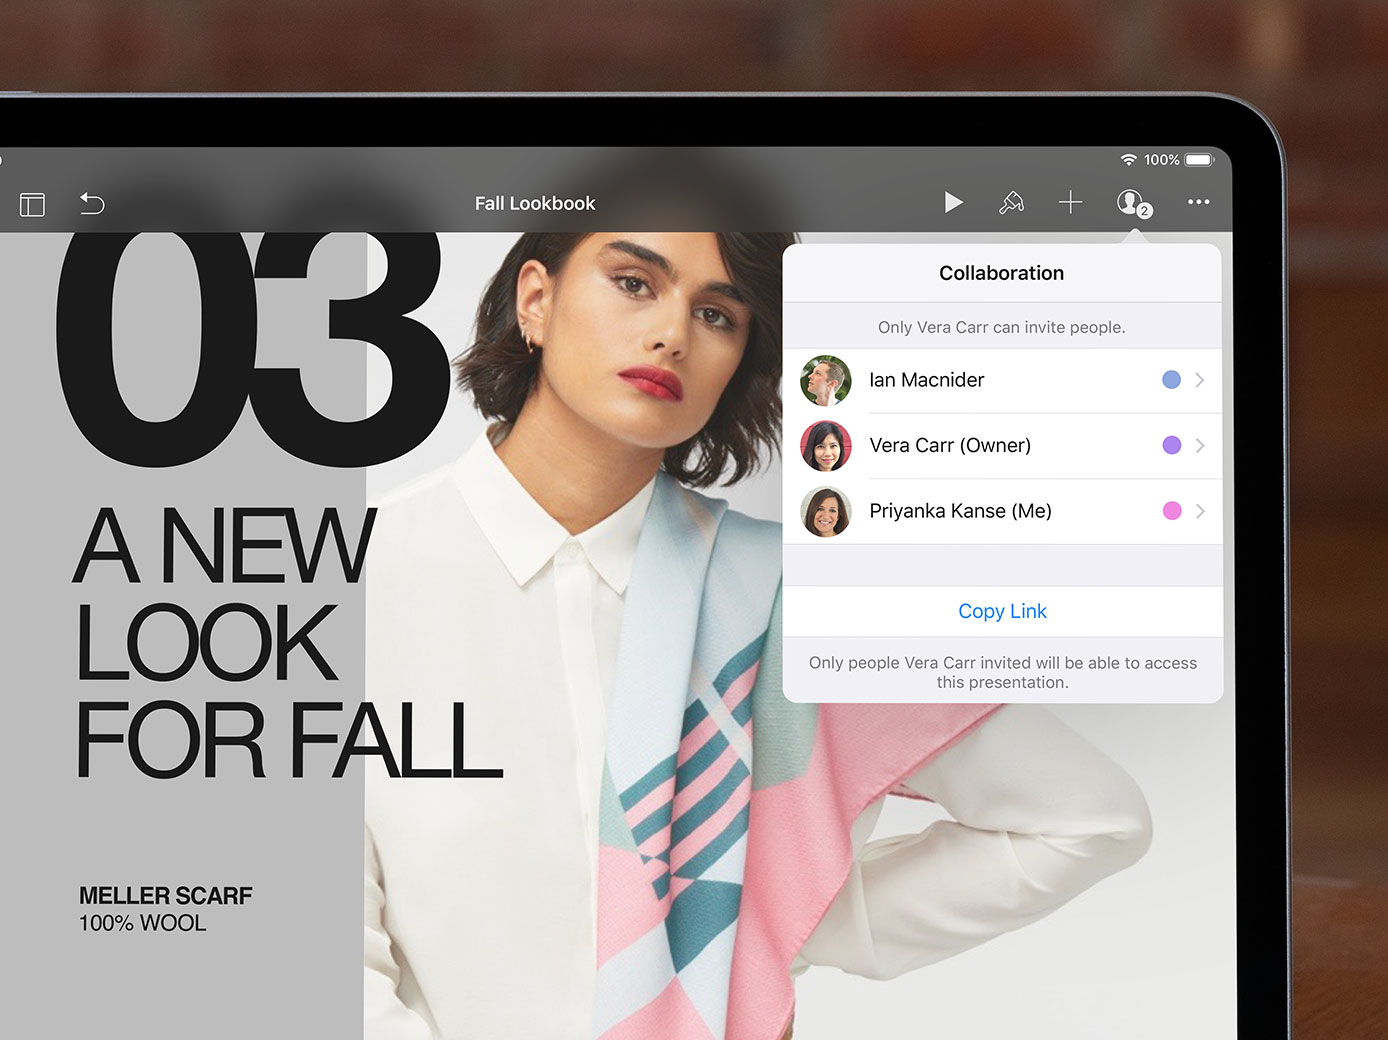 100%
Fall Lookbook
2
03
A NEW
LOOK
FOR FALL
MELLER SCARF
100% WOOL
Collaboration
Only Vera Carr can invite people.
Ian Macnider
Vera Carr (Owner)
Priyanka Kanse (Me)
Copy Link
Only people Vera Carr invited will be able to access
this presentation.